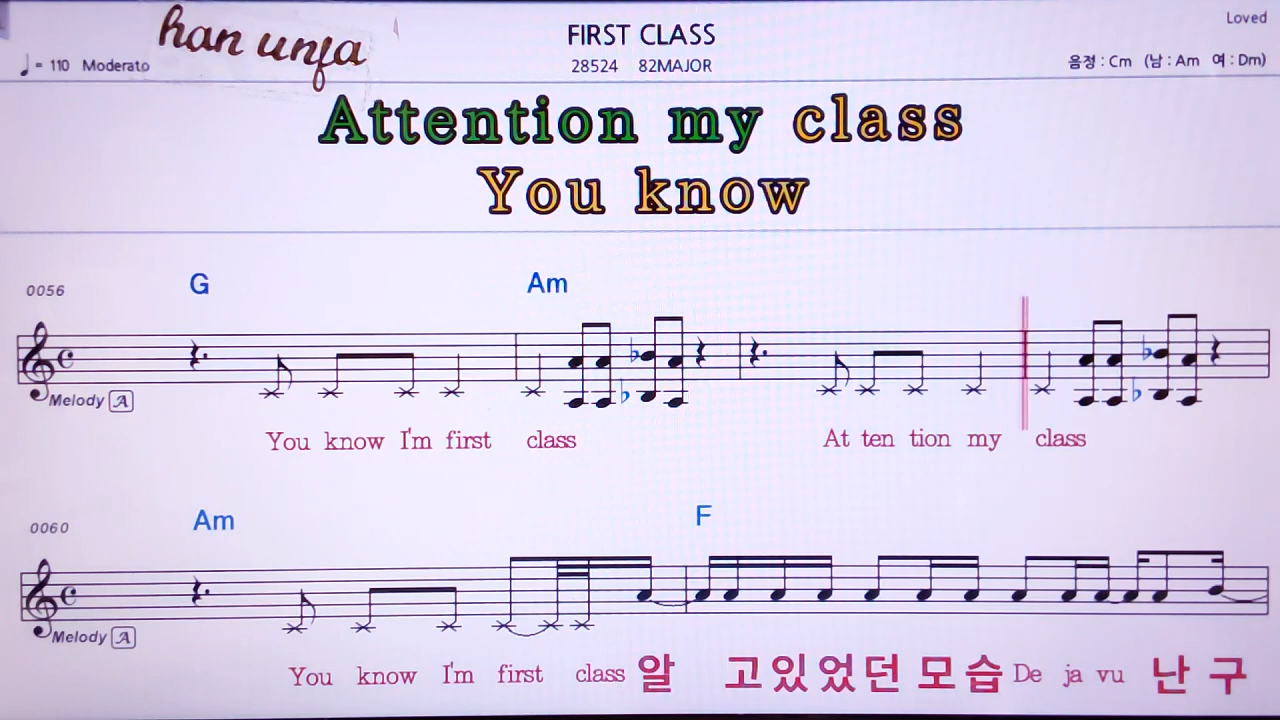 Loved
han unfa
FIRST CLASS
♩ = 110 Moderato
28524 82MAJOR
음정 : Cm (남 : Am 여 : Dm)
Attention my class
You know
0056
G Am
Melody A
You know I'm first class At ten tion my class
0060
Am F
Melody A
You know I'm first class 알 고있었던 모습 De ja vu 난 구